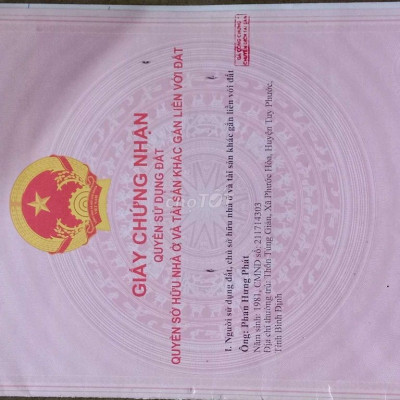 GIẤY CHỨNG NHẬN
QUYỀN SỬ DỤNG ĐẤT
QUYỀN SỞ HỮU NHÀ Ở VÀ TÀI SẢN KHÁC GẮN LIỀN VỚI ĐẤT
I. Người sử dụng đất, chủ sở hữu nhà ở và tài sản khác gắn liền với đất
Ông: Phan Hưng Phát
Năm sinh: 1981, CMND số: 211714303
Địa chỉ thường trú: Thôn Tùng Giản, Xã Phước Hòa, Huyện Tuy Phước,
Tỉnh Bình Định